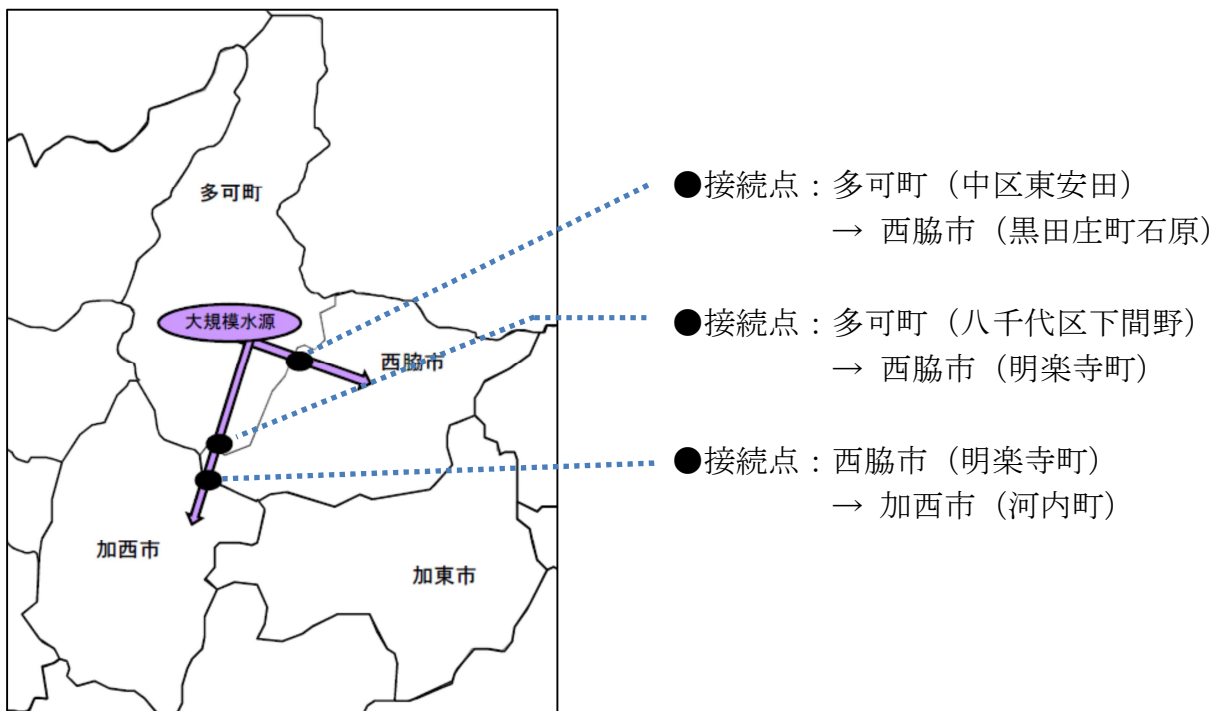 多可町
大規模水源
西脇市
加西市
加東市
●接続点：多可町（中区東安田）
→ 西脇市（黒田庄町石原）
●接続点：多可町（八千代区下間野）
→ 西脇市（明楽寺町）
●接続点：西脇市（明楽寺町）
→ 加西市（河内町）